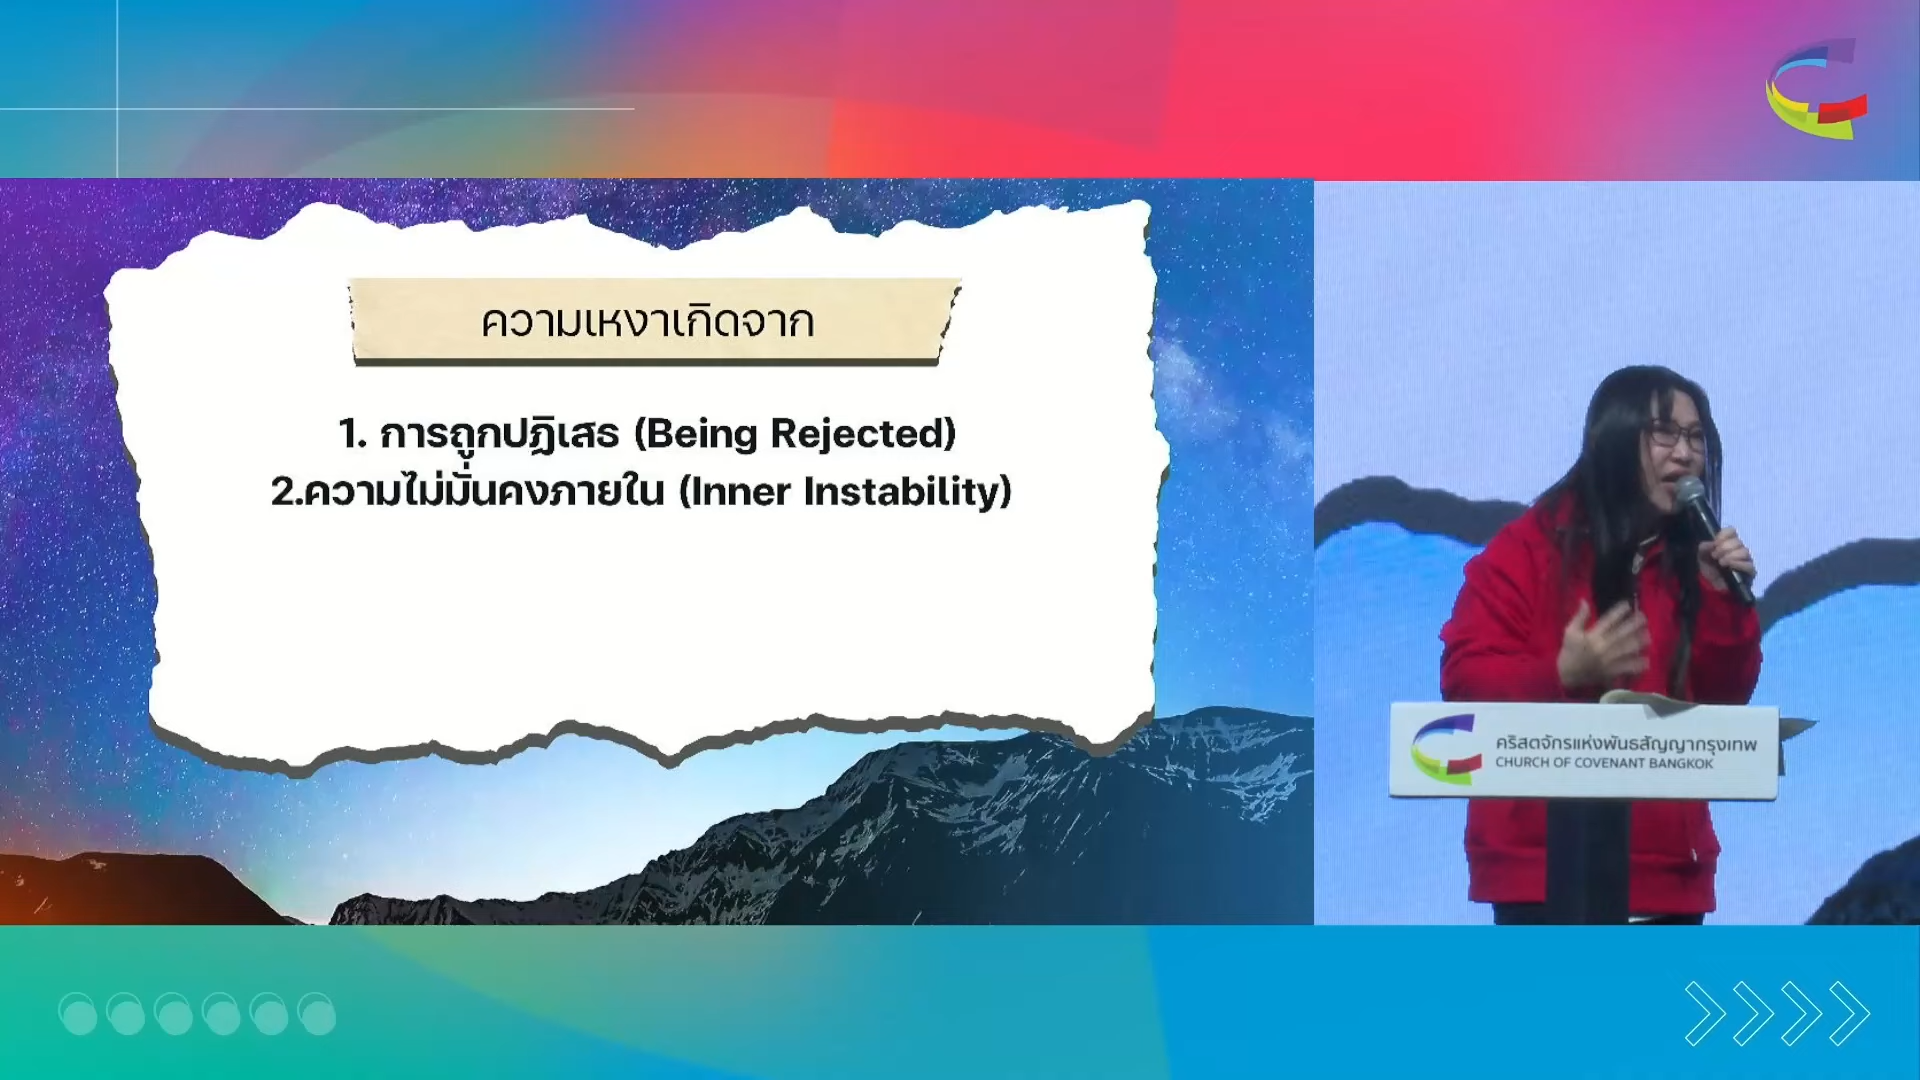 ความเหงาเกิดจาก
1. การถูกปฏิเสธ (Being Rejected)
2.ความไม่มั่นคงภายใน (Inner Instability)
คริสตจักรแห่งพันธสัญญากรุงเทพ
CHURCH OF COVENANT BANGKOK